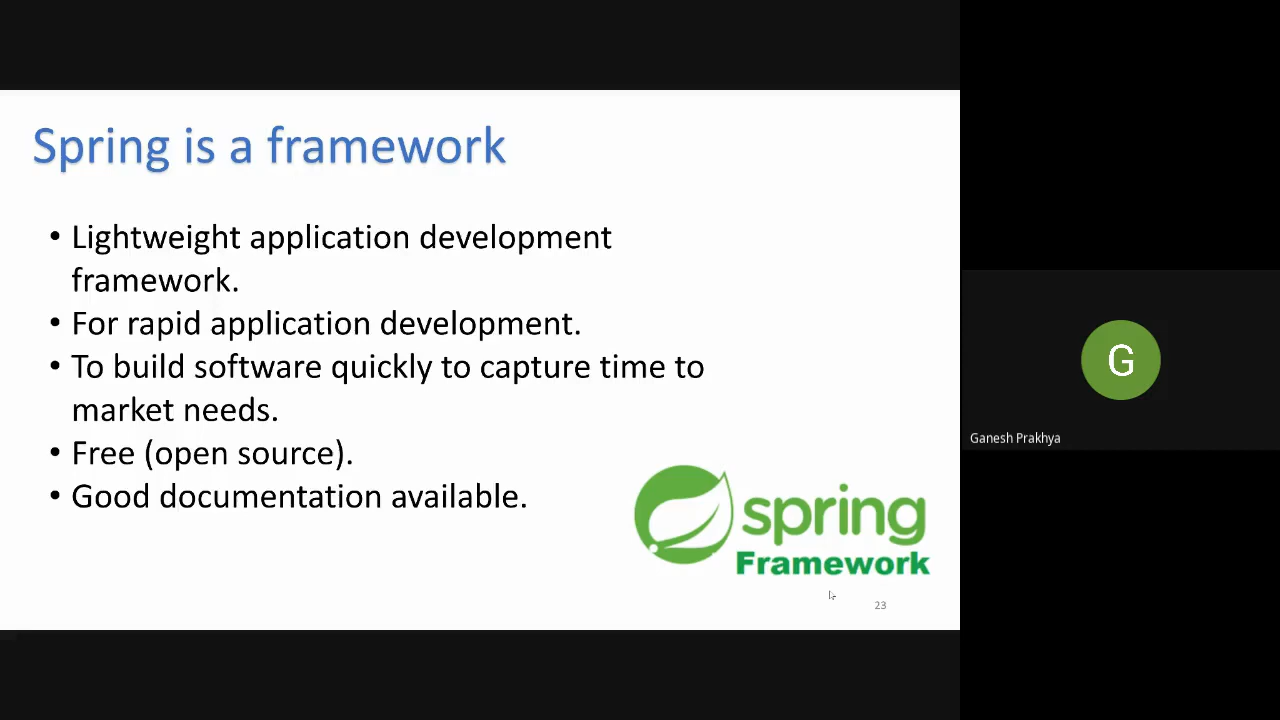 Spring is a framework
• Lightweight application development
framework.
• For rapid application development.
• To build software quickly to capture time to
market needs.
• Free (open source).
• Good documentation available.
spring
Framework
23
G
Ganesh Prakhya